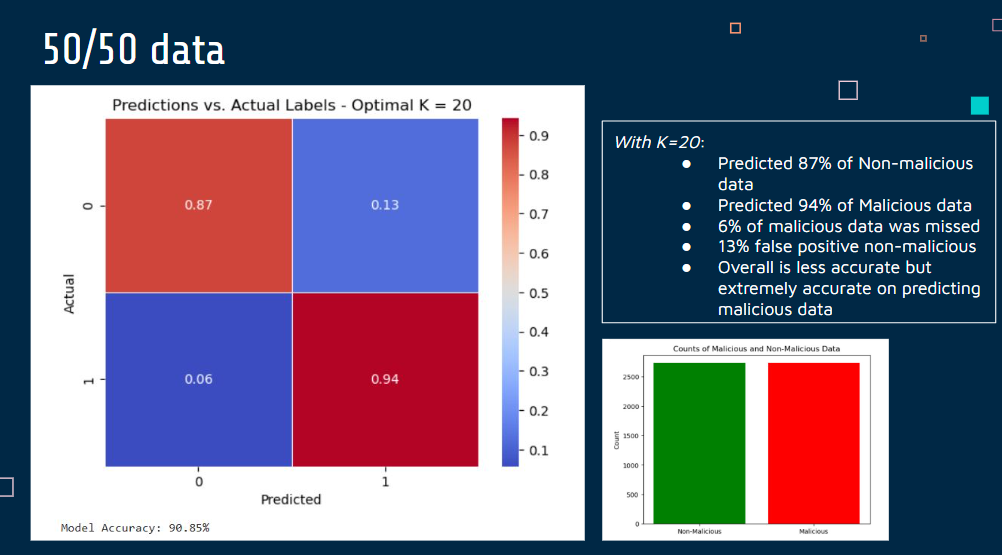 50/50 data
Predictions vs. Actual Labels - Optimal K = 20
0.87
0.13
0.06
0.94
0
1
Actual
0
1
Predicted
0.9
0.8
0.7
0.6
0.5
0.4
0.3
0.2
0.1
Model Accuracy: 90.85%
With K=20:
● Predicted 87% of Non-malicious
data
● Predicted 94% of Malicious data
● 6% of malicious data was missed
● 13% false positive non-malicious
● Overall is less accurate but
extremely accurate on predicting
malicious data
Counts of Malicious and Non-Malicious Data
Count
2500
2000
1500
1000
500
0
Non-Malicious
Malicious